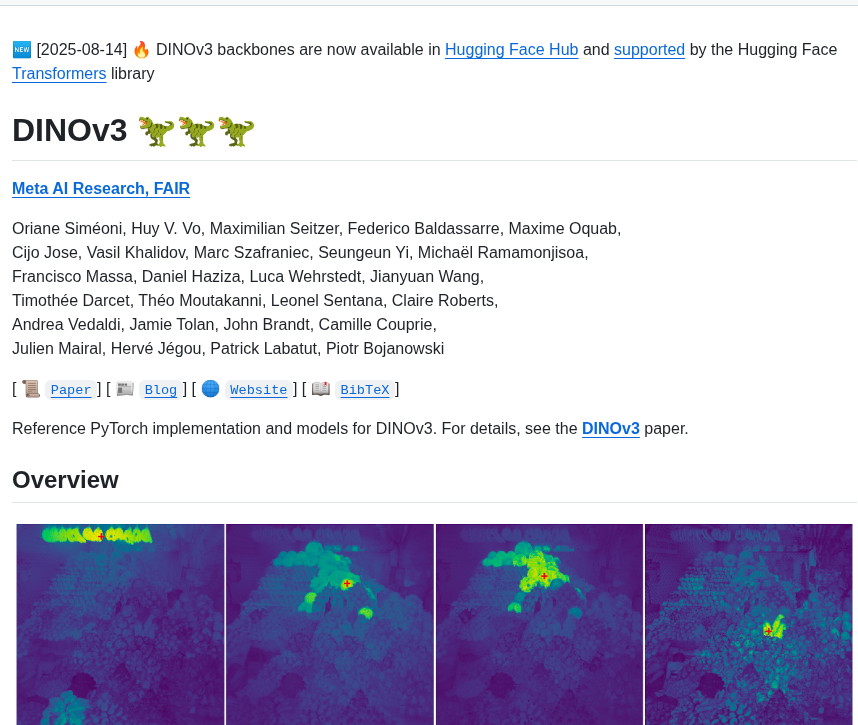 🆕 [2025-08-14] 🔥 DINOv3 backbones are now available in Hugging Face Hub and supported by the Hugging Face
Transformers library
DINOv3 🦖🦖🦖
Meta AI Research, FAIR
Oriane Siméoni, Huy V. Vo, Maximilian Seitzer, Federico Baldassarre, Maxime Oquab,
Cijo Jose, Vasil Khalidov, Marc Szafraniec, Seungeun Yi, Michaël Ramamonjisoa,
Francisco Massa, Daniel Haziza, Luca Wehrstedt, Jianyuan Wang,
Timothée Darcet, Théo Moutakanni, Leonel Sentana, Claire Roberts,
Andrea Vedaldi, Jamie Tolan, John Brandt, Camille Couprie,
Julien Mairal, Hervé Jégou, Patrick Labatut, Piotr Bojanowski
[ 📜 Paper ] [ 📰 Blog ] [ 🌐 Website ] [ 📖 BibTeX ]
Reference PyTorch implementation and models for DINOv3. For details, see the DINOv3 paper.
Overview